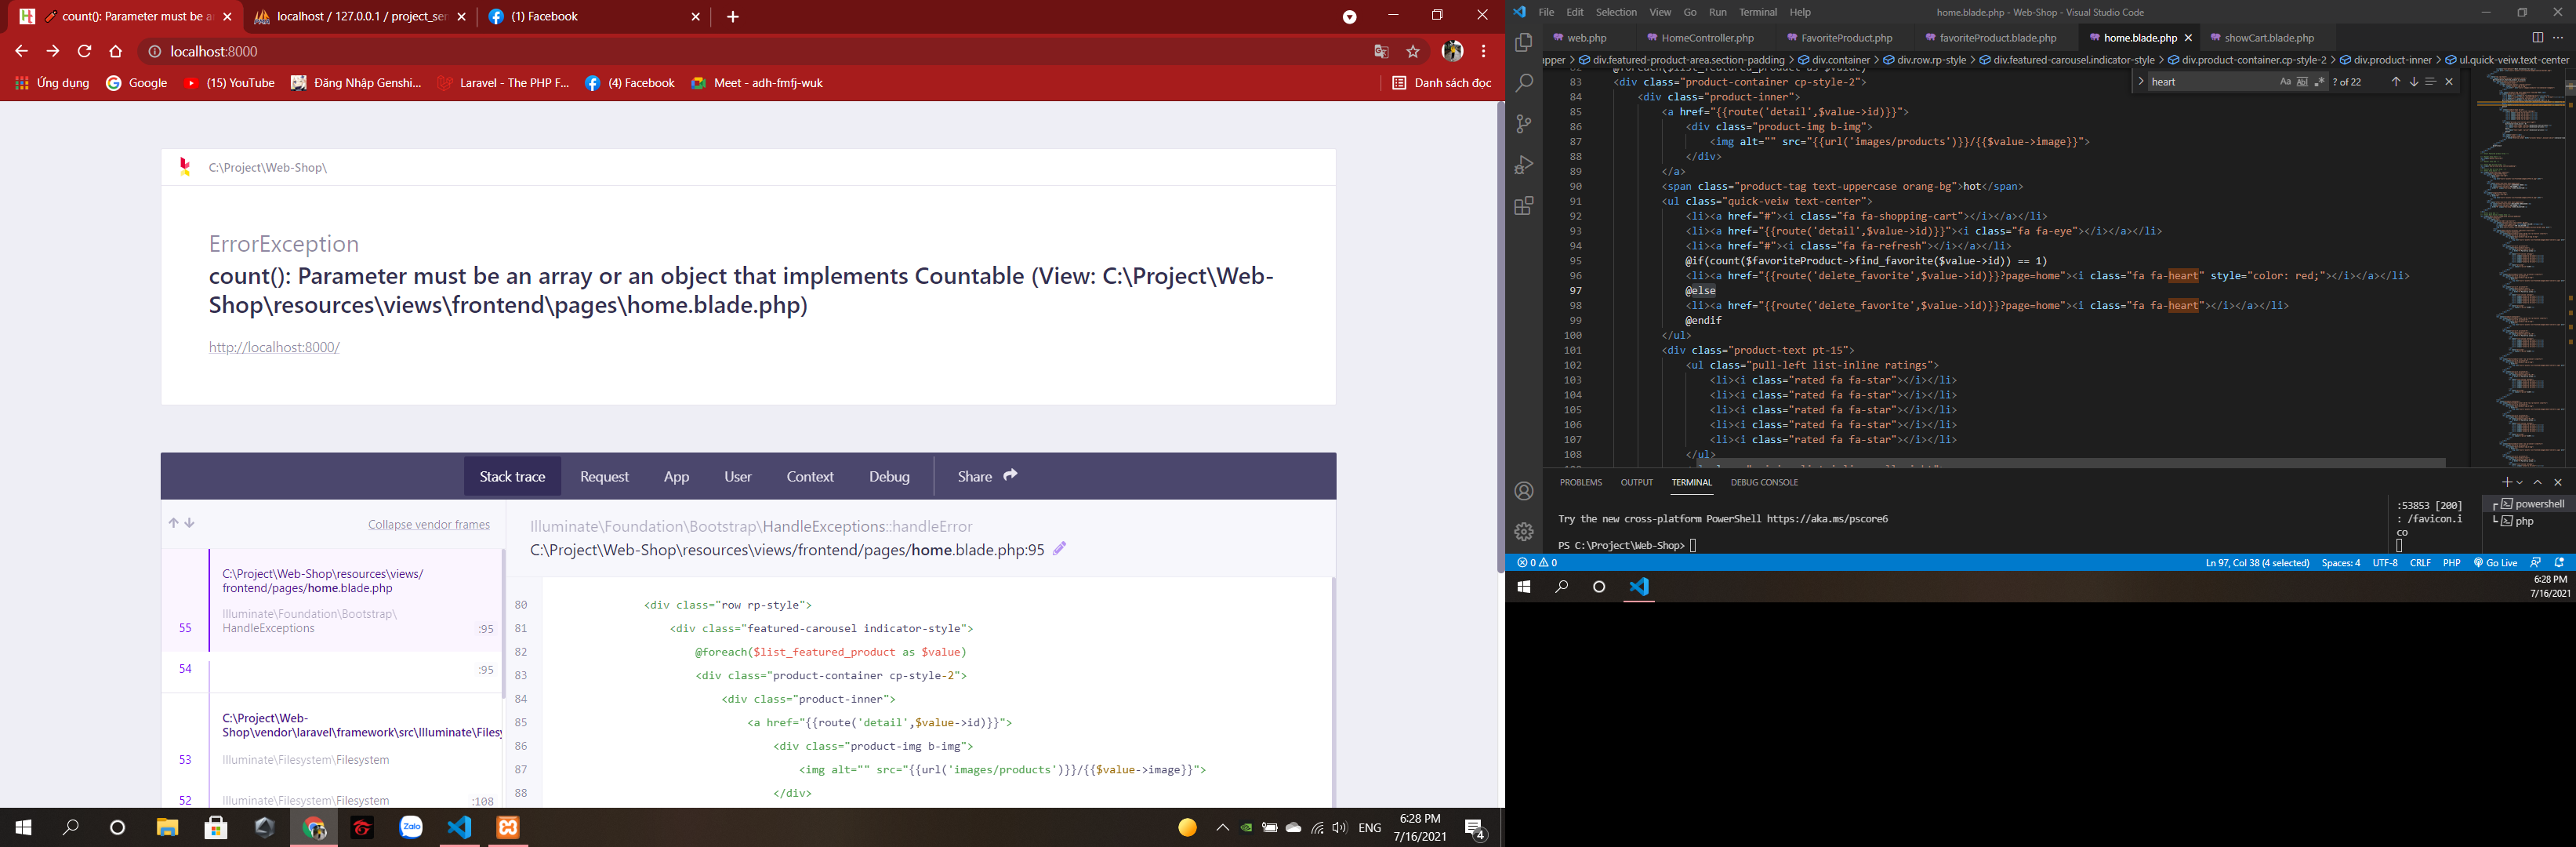 count(): Parameter must be a
localhost / 127.0.0.1 / project_ser
(1) Facebook
localhost:8000
Ứng dụng
Google
(15) YouTube
Đăng Nhập Genshi...
Laravel - The PHP F...
(4) Facebook
Meet - adh-fmfj-wuk
Danh sách đọc
C:\Project\Web-Shop\
ErrorException
count(): Parameter must be an array or an object that implements Countable (View: C:\Project\Web-
Shop\resources\views\frontend\pages\home.blade.php)
http://localhost:8000/
Stack trace
Request
App
User
Context
Debug
Share
Collapse vendor frames
C:\Project\Web-Shop\resources\views/
frontend/pages/home.blade.php
Illuminate\Foundation\Bootstrap\
55 HandleExceptions :95
54 :95
C:\Project\Web-
Shop\vendor\laravel\framework\src\Illuminate\Filesy
53 Illuminate\Filesystem\Filesystem
52 Illuminate\Filesystem\Filesystem :108
Illuminate\Foundation\Bootstrap\HandleExceptions::handleError
C:\Project\Web-Shop\resources\views/frontend/pages/home.blade.php:95
80 <div class="row rp-style">
81 <div class="featured-carousel indicator-style">
82 @foreach($list_featured_product as $value)
83 <div class="product-container cp-style-2">
84 <div class="product-inner">
85 <a href="{{route('detail',$value->id)}}">
86 <div class="product-img b-img">
87 <img alt="" src="{{url('images/products')}}/{{$value->image}}">
88 </div>
Zalo
ENG
6:28 PM
7/16/2021
4
File Edit Selection View Go Run Terminal Help
home.blade.php - Web-Shop - Visual Studio Code
web.php
HomeController.php
FavoriteProduct.php
favoriteProduct.blade.php
home.blade.php
showCart.blade.php
apper > div.featured-product-area.section-padding > div.container > div.row.rp-style > div.featured-carousel.indicator-style > div.product-container.cp-style-2 > div.product-inner > ul.quick-veiw.text-center
heart
Aa
? of 22
82 @foreach($list_featured_product as $value)
83 <div class="product-container cp-style-2">
84 <div class="product-inner">
85 <a href="{{route('detail',$value->id)}}">
86 <div class="product-img b-img">
87 <img alt="" src="{{url('images/products')}}/{{$value->image}}">
88 </div>
89 </a>
90 <span class="product-tag text-uppercase orang-bg">hot</span>
91 <ul class="quick-veiw text-center">
92 <li><a href="#"><i class="fa fa-shopping-cart"></i></a></li>
93 <li><a href="{{route('detail',$value->id)}}"><i class="fa fa-eye"></i></a></li>
94 <li><a href="#"><i class="fa fa-refresh"></i></a></li>
95 @if(count($favoriteProduct->find_favorite($value->id)) == 1)
96 <li><a href="{{route('delete_favorite',$value->id)}}?page=home"><i class="fa fa-heart" style="color: red;"></i></a></li>
97 @else
98 <li><a href="{{route('delete_favorite',$value->id)}}?page=home"><i class="fa fa-heart"></i></a></li>
99 @endif
100 </ul>
101 <div class="product-text pt-15">
102 <ul class="pull-left list-inline ratings">
103 <li><i class="rated fa fa-star"></i></li>
104 <li><i class="rated fa fa-star"></i></li>
105 <li><i class="rated fa fa-star"></i></li>
106 <li><i class="rated fa fa-star"></i></li>
107 <li><i class="rated fa fa-star"></i></li>
108 </ul>
PROBLEMS
OUTPUT
TERMINAL
DEBUG CONSOLE
Try the new cross-platform PowerShell https://aka.ms/pscore6
PS C:\Project\Web-Shop>
:53853 [200]
: /favicon.i
co
powershell
php
0 0
Ln 97, Col 38 (4 selected)
Spaces: 4
UTF-8
CRLF
PHP
Go Live
6:28 PM
7/16/2021